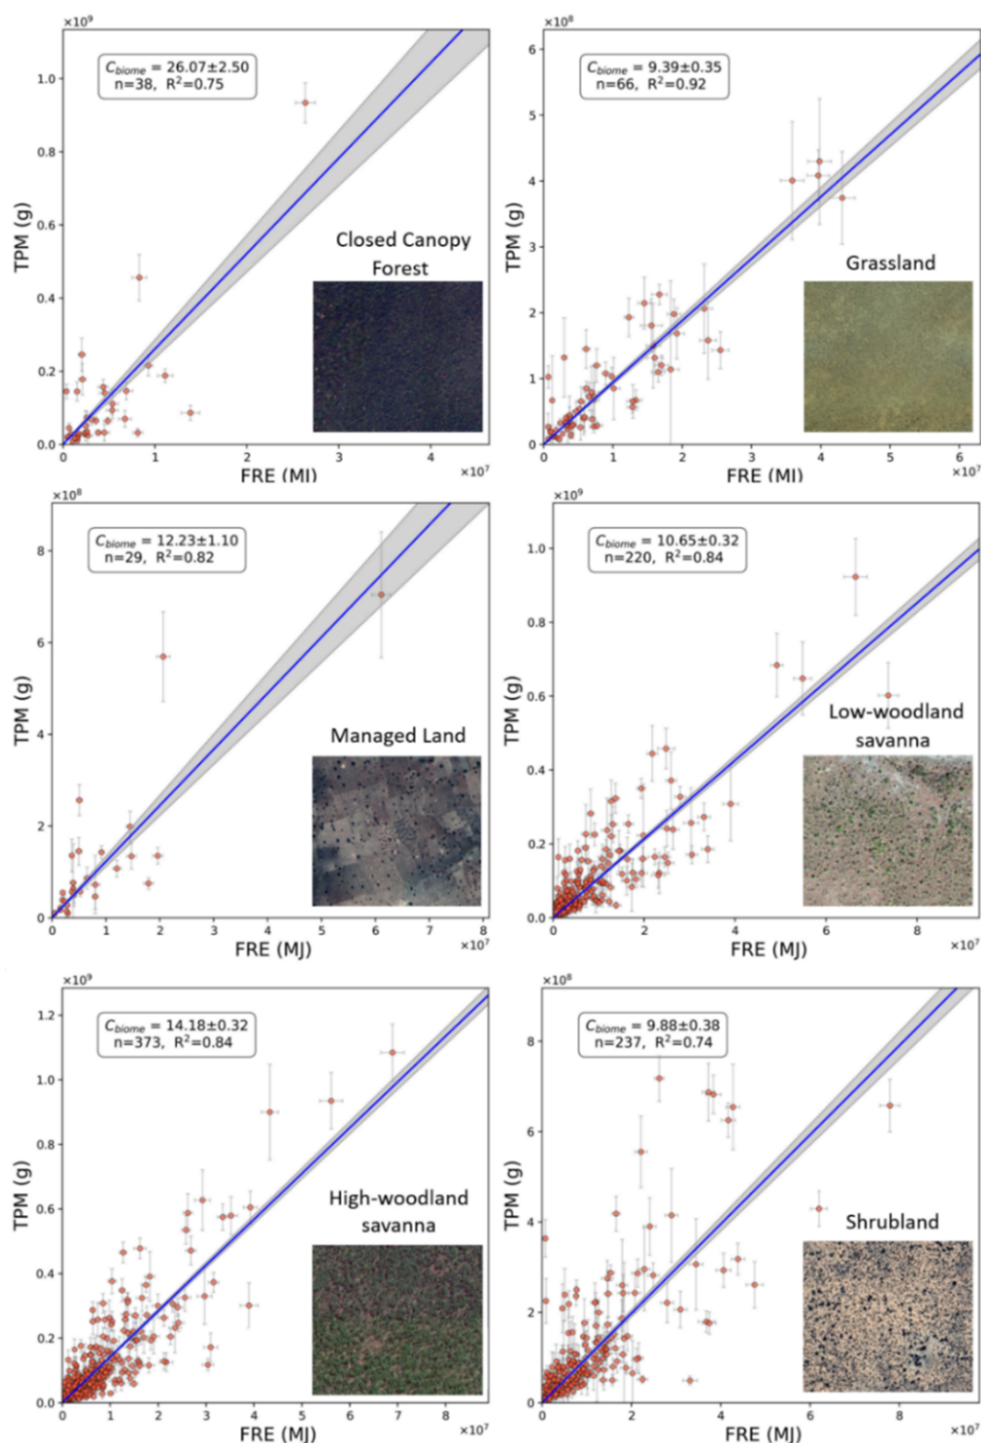 ×10⁹
C_biome = 26.07±2.50
n=38, R²=0.75
1.0
0.8
0.6
0.4
0.2
0.0
TPM (g)
Closed Canopy
Forest
0 1 2 3 4
×10⁷
FRE (MJ)
×10⁸
C_biome = 9.39±0.35
n=66, R²=0.92
6
5
4
3
2
1
0
TPM (g)
Grassland
0 1 2 3 4 5 6
×10⁷
FRE (MJ)
×10⁸
C_biome = 12.23±1.10
n=29, R²=0.82
8
6
4
2
0
TPM (g)
Managed Land
0 1 2 3 4 5 6 7 8
×10⁷
FRE (MJ)
×10⁹
C_biome = 10.65±0.32
n=220, R²=0.84
1.0
0.8
0.6
0.4
0.2
0.0
TPM (g)
Low-woodland
savanna
0 2 4 6 8
×10⁷
FRE (MJ)
×10⁹
C_biome = 14.18±0.32
n=373, R²=0.84
1.2
1.0
0.8
0.6
0.4
0.2
0.0
TPM (g)
High-woodland
savanna
0 1 2 3 4 5 6 7 8
×10⁷
FRE (MJ)
×10⁸
C_biome = 9.88±0.38
n=237, R²=0.74
8
6
4
2
0
TPM (g)
Shrubland
0 2 4 6 8
×10⁷
FRE (MJ)